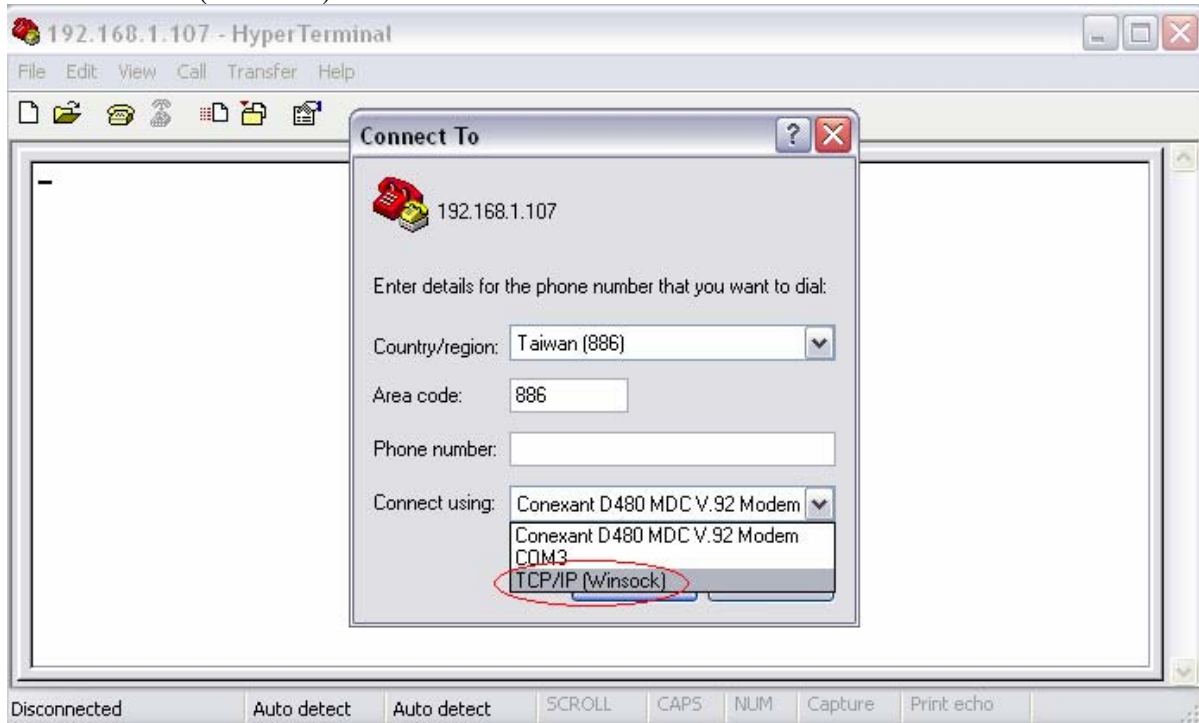 192.168.1.107 - HyperTerminal
File Edit View Call Transfer Help
Connect To
192.168.1.107
Enter details for the phone number that you want to dial:
Country/region: Taiwan (886)
Area code: 886
Phone number:
Connect using: Conexant D480 MDC V.92 Modem
Conexant D480 MDC V.92 Modem
COM3
TCP/IP (Winsock)
Disconnected Auto detect Auto detect SCROLL CAPS NUM Capture Print echo